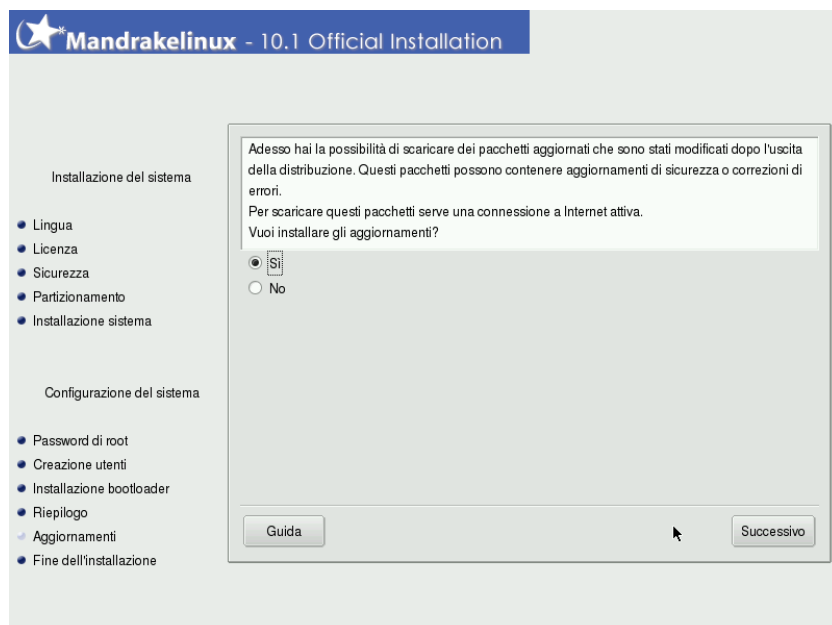 Mandrakelinux - 10.1 Official Installation
Installazione del sistema
Lingua
Licenza
Sicurezza
Partizionamento
Installazione sistema
Configurazione del sistema
Password di root
Creazione utenti
Installazione bootloader
Riepilogo
Aggiornamenti
Fine dell'installazione
Adesso hai la possibilità di scaricare dei pacchetti aggiornati che sono stati modificati dopo l'uscita
della distribuzione. Questi pacchetti possono contenere aggiornamenti di sicurezza o correzioni di
errori.
Per scaricare questi pacchetti serve una connessione a Internet attiva.
Vuoi installare gli aggiornamenti?
Sì
No
Guida
Successivo